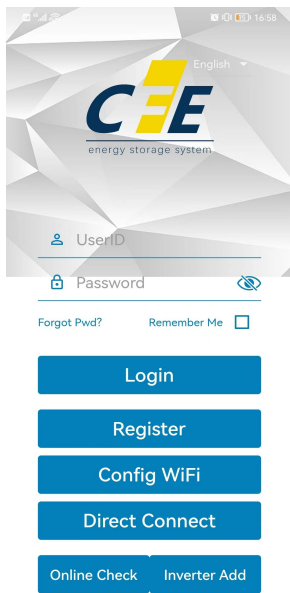 16:58
English
CFE
energy storage system
UserID
Password
Forgot Pwd? Remember Me
Login
Register
Config WiFi
Direct Connect
Online Check Inverter Add